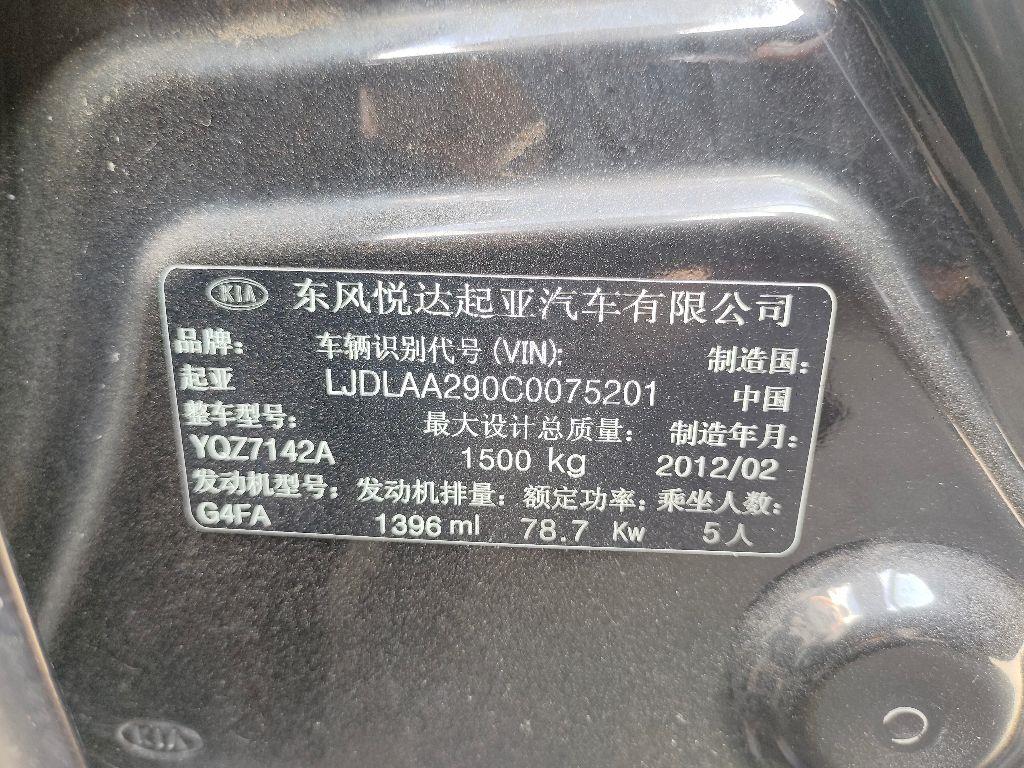 KIA 东风悦达起亚汽车有限公司
品牌: 车辆识别代号 (VIN): 制造国:
起亚 LJDLAA290C0075201 中国
整车型号: 最大设计总质量: 制造年月:
YQZ7142A 1500 kg 2012/02
发动机型号: 发动机排量: 额定功率: 乘坐人数:
G4FA 1396 ml 78.7 Kw 5人
KIA